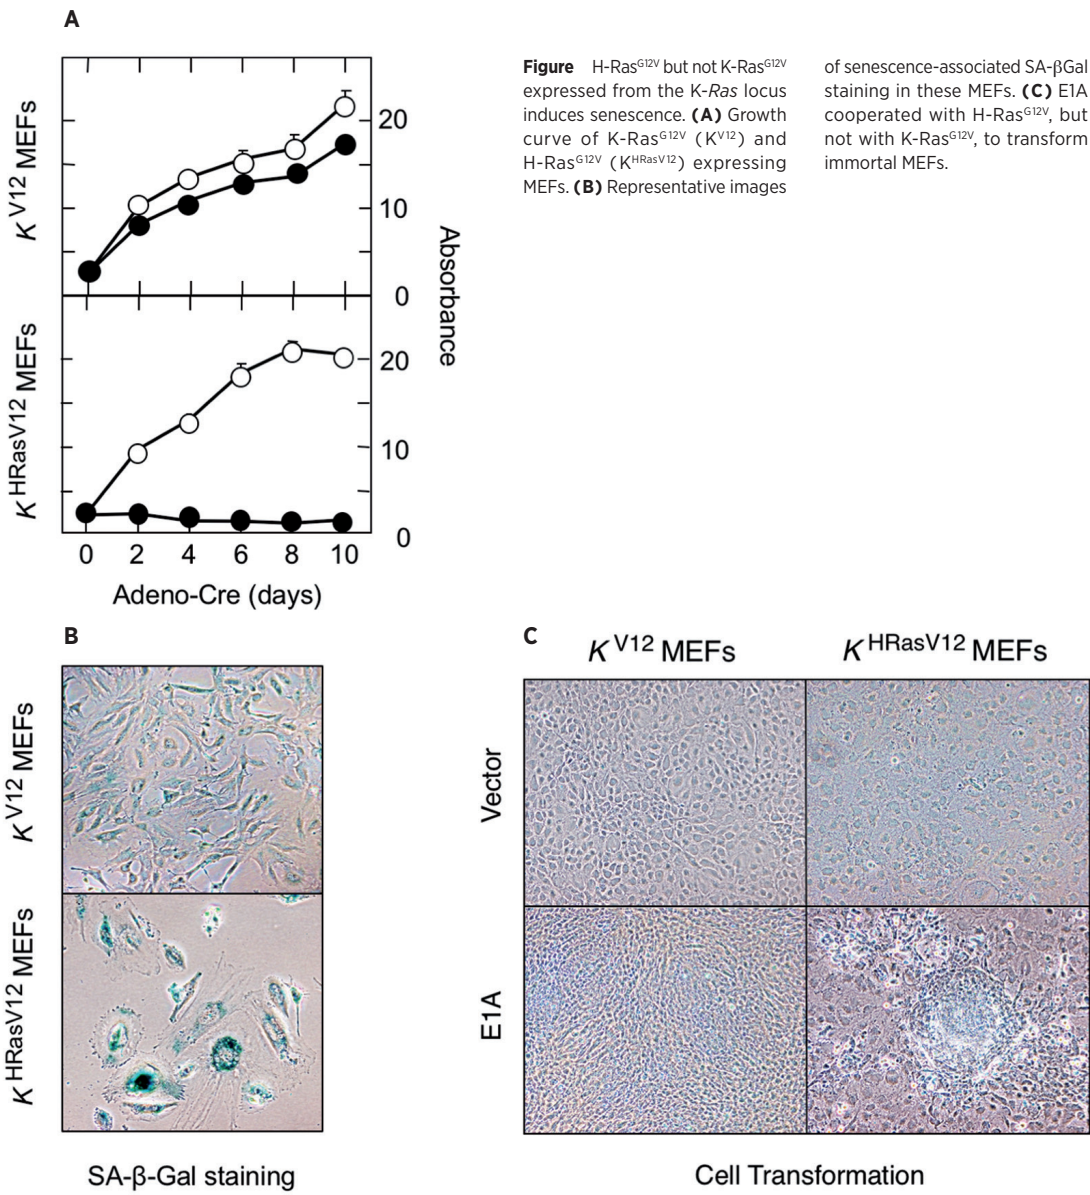 A
K V12 MEFs
20
10
0
K HRasV12 MEFs
20
10
0
Absorbance
0 2 4 6 8 10
Adeno-Cre (days)
Figure H-RasG12V but not K-RasG12V
expressed from the K-Ras locus
induces senescence. (A) Growth
curve of K-RasG12V (KV12) and
H-RasG12V (KHRasV12) expressing
MEFs. (B) Representative images
of senescence-associated SA-βGal
staining in these MEFs. (C) E1A
cooperated with H-RasG12V, but
not with K-RasG12V, to transform
immortal MEFs.
B
K V12 MEFs
K HRasV12 MEFs
SA-β-Gal staining
C
K V12 MEFs
K HRasV12 MEFs
Vector
E1A
Cell Transformation